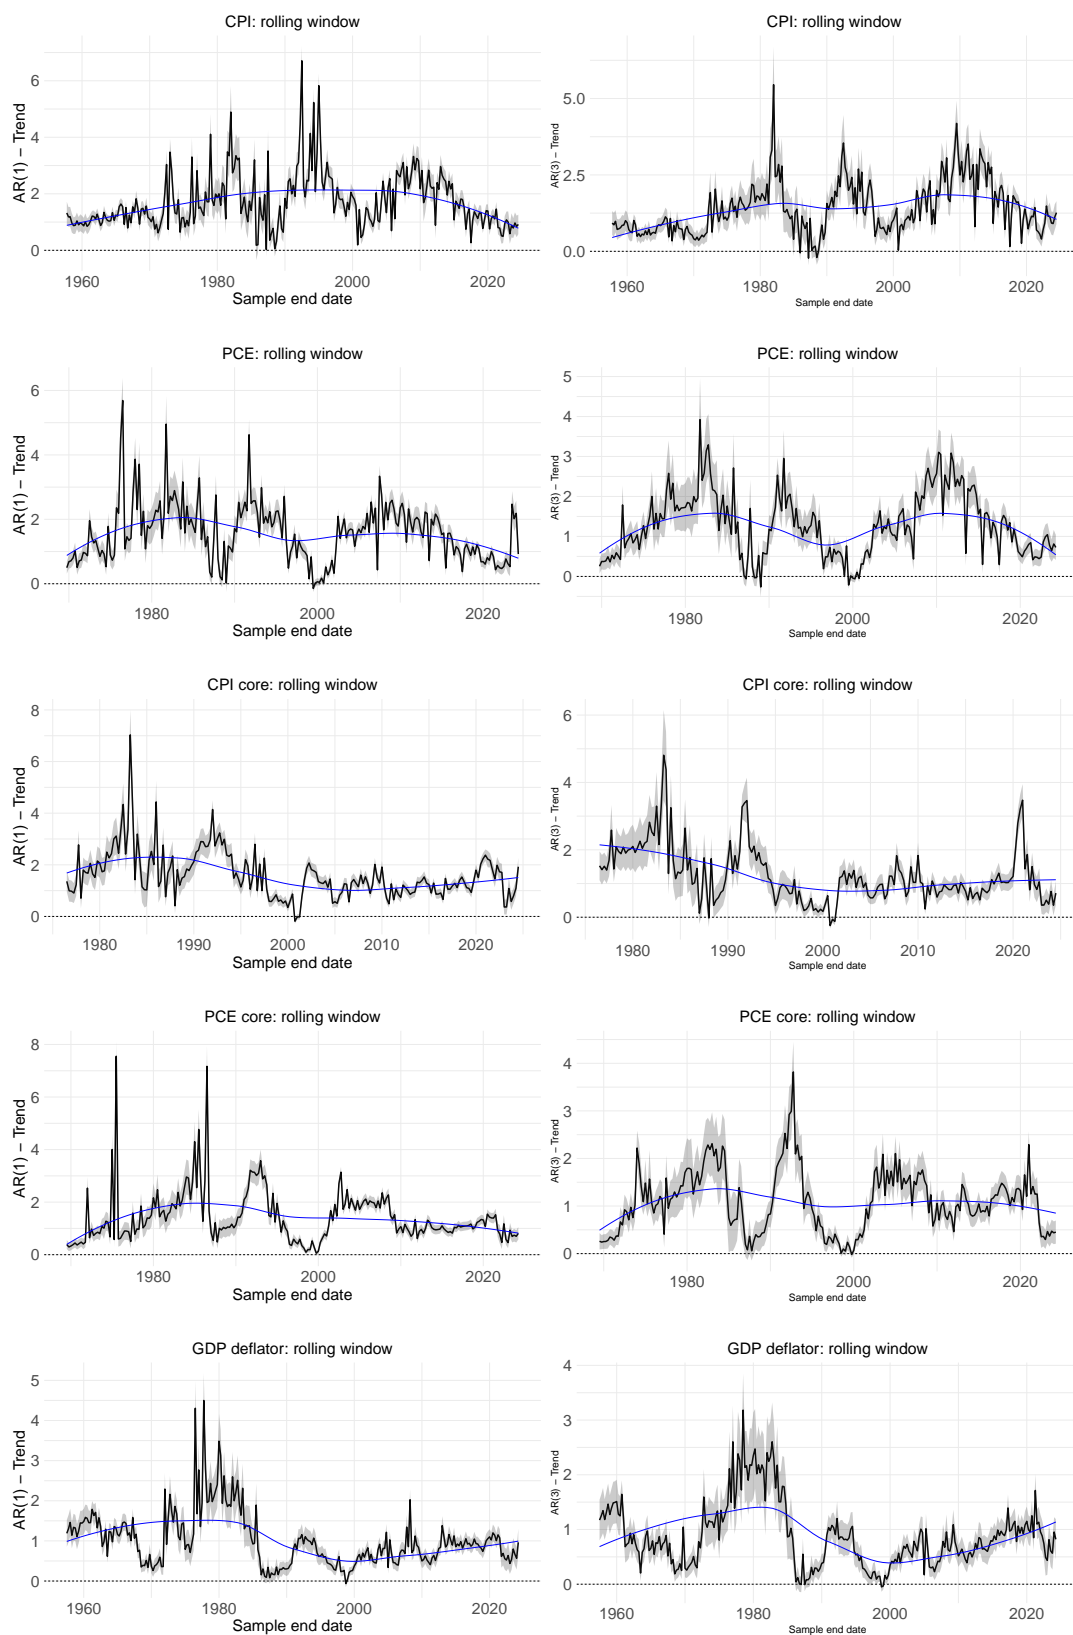 CPI: rolling window
AR(1) − Trend
6
4
2
0
1960 1980 2000 2020
Sample end date
CPI: rolling window
AR(3) − Trend
5.0
2.5
0.0
1960 1980 2000 2020
Sample end date
PCE: rolling window
AR(1) − Trend
6
4
2
0
1980 2000 2020
Sample end date
PCE: rolling window
AR(3) − Trend
5
4
3
2
1
0
1980 2000 2020
Sample end date
CPI core: rolling window
AR(1) − Trend
8
6
4
2
0
1980 1990 2000 2010 2020
Sample end date
CPI core: rolling window
AR(3) − Trend
6
4
2
0
1980 1990 2000 2010 2020
Sample end date
PCE core: rolling window
AR(1) − Trend
8
6
4
2
0
1980 2000 2020
Sample end date
PCE core: rolling window
AR(3) − Trend
4
3
2
1
0
1980 2000 2020
Sample end date
GDP deflator: rolling window
AR(1) − Trend
5
4
3
2
1
0
1960 1980 2000 2020
Sample end date
GDP deflator: rolling window
AR(3) − Trend
4
3
2
1
0
1960 1980 2000 2020
Sample end date